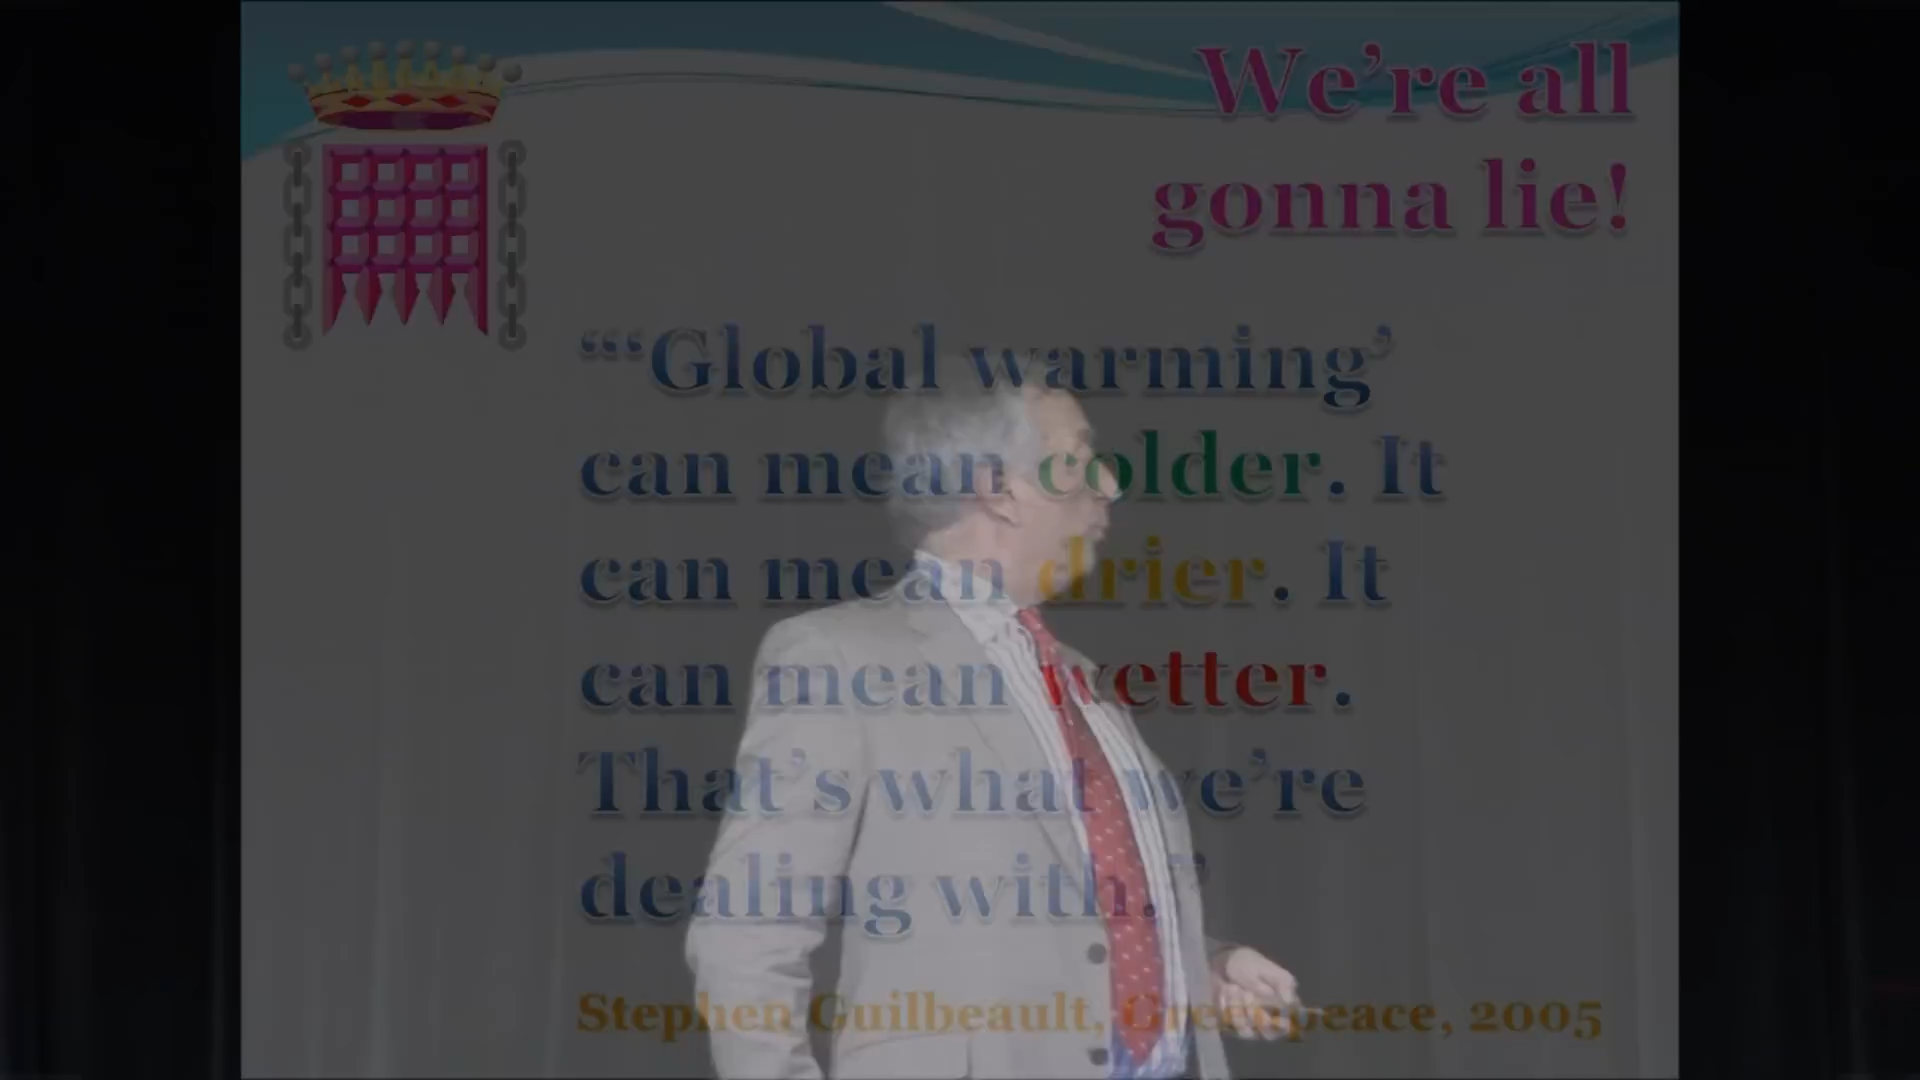 We’re all
gonna lie!
“‘Global warming’
can mean colder. It
can mean drier. It
can mean wetter.
That’s what we’re
dealing with.”
Stephen Guilbeault, Greenpeace, 2005